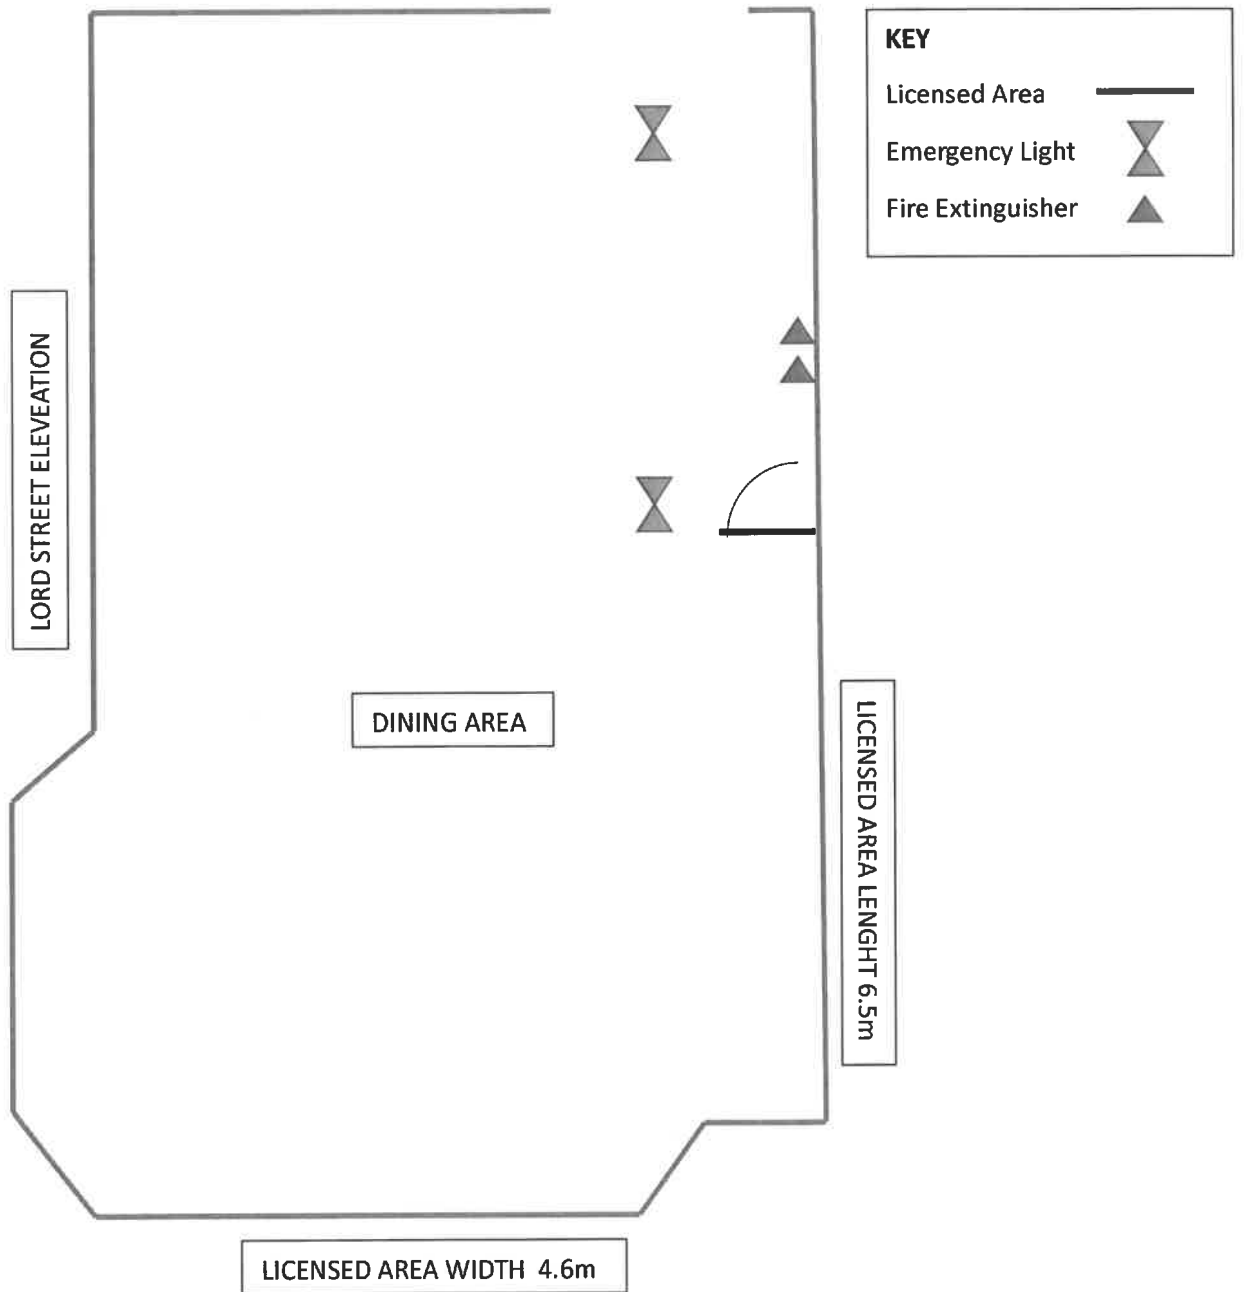 KEY
Licensed Area
Emergency Light
Fire Extinguisher
LORD STREET ELEVEATION
DINING AREA
LICENSED AREA LENGHT 6.5m
LICENSED AREA WIDTH 4.6m